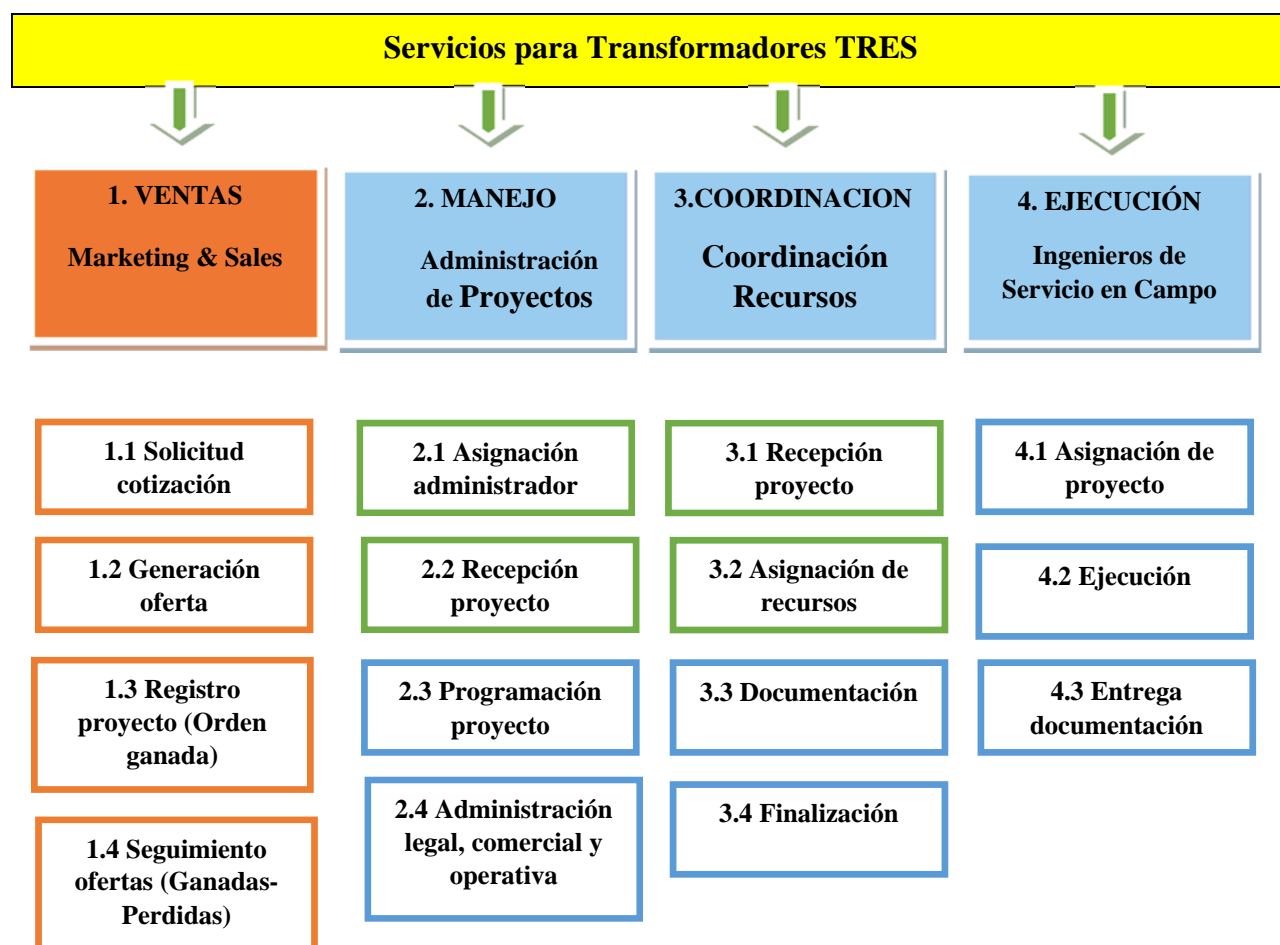 Servicios para Transformadores TRES
1. VENTAS
Marketing & Sales
2. MANEJO
Administración
de Proyectos
3.COORDINACION
Coordinación
Recursos
4. EJECUCIÓN
Ingenieros de
Servicio en Campo
1.1 Solicitud
cotización
1.2 Generación
oferta
1.3 Registro
proyecto (Orden
ganada)
1.4 Seguimiento
ofertas (Ganadas-
Perdidas)
2.1 Asignación
administrador
2.2 Recepción
proyecto
2.3 Programación
proyecto
2.4 Administración
legal, comercial y
operativa
3.1 Recepción
proyecto
3.2 Asignación de
recursos
3.3 Documentación
3.4 Finalización
4.1 Asignación de
proyecto
4.2 Ejecución
4.3 Entrega
documentación